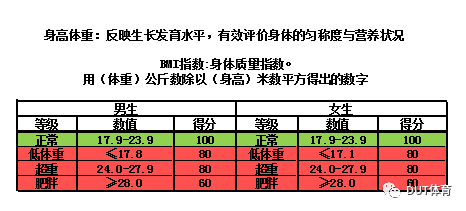 身高体重：反映生长发育水平，有效评价身体的匀称度与营养状况
BMI指数:身体质量指数。
用（体重）公斤数除以（身高）米数平方得出的数字
男生 女生
等级 数值 得分 等级 数值 得分
正常 17.9-23.9 100 正常 17.9-23.9 100
低体重 ≤17.8 80 低体重 ≤17.1 80
超重 24.0-27.9 80 超重 24.0-27.9 80
肥胖 ≥28.0 60 肥胖 ≥28.0 60
DUT体育